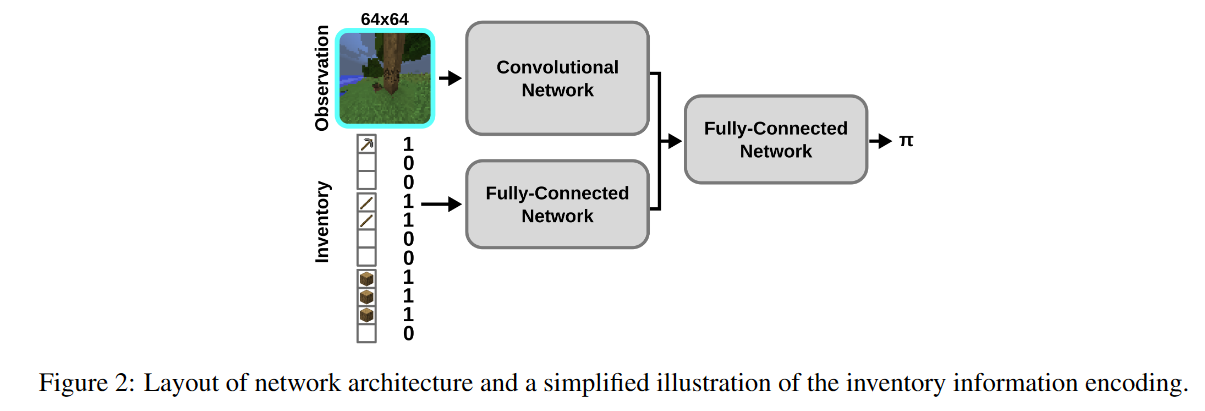 64x64
Observation
Convolutional
Network
Fully-Connected
Network
π
Inventory
1
0
0
1
1
0
0
1
1
1
0
Fully-Connected
Network
Figure 2: Layout of network architecture and a simplified illustration of the inventory information encoding.